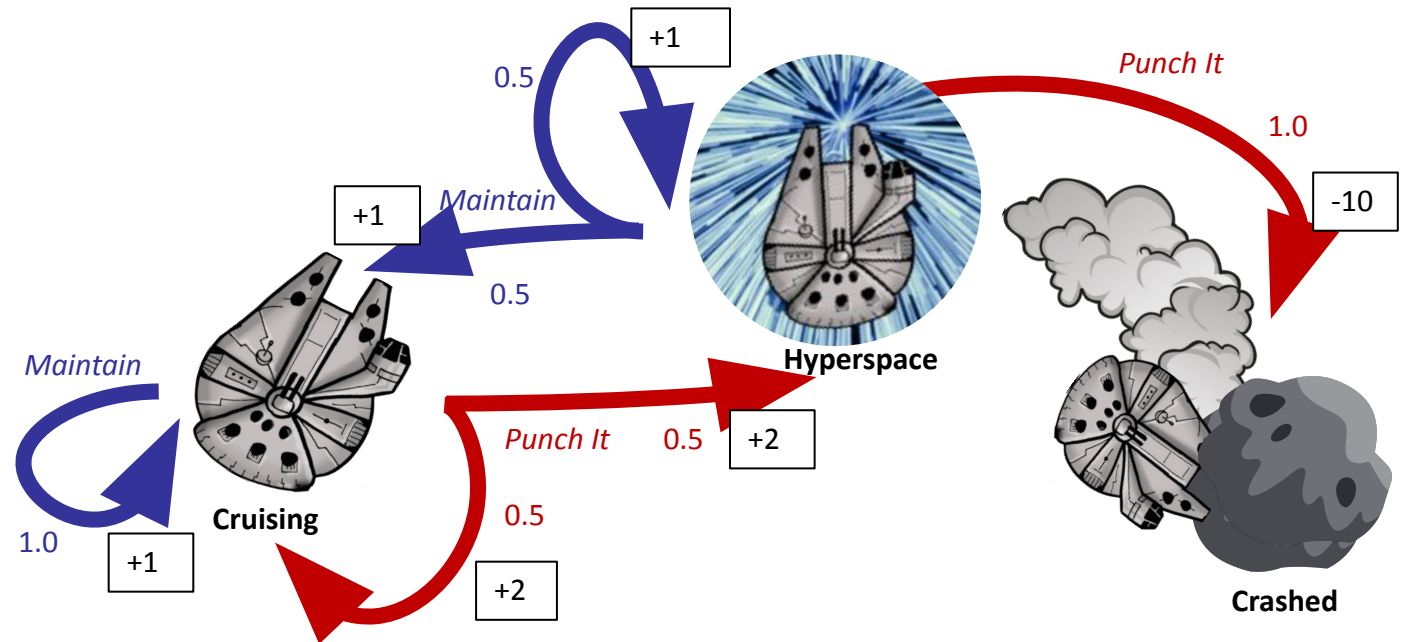 +1
0.5
Punch It
1.0
+1
Maintain
-10
0.5
Hyperspace
Maintain
Punch It
0.5
+2
0.5
Cruising
1.0
+1
+2
Crashed